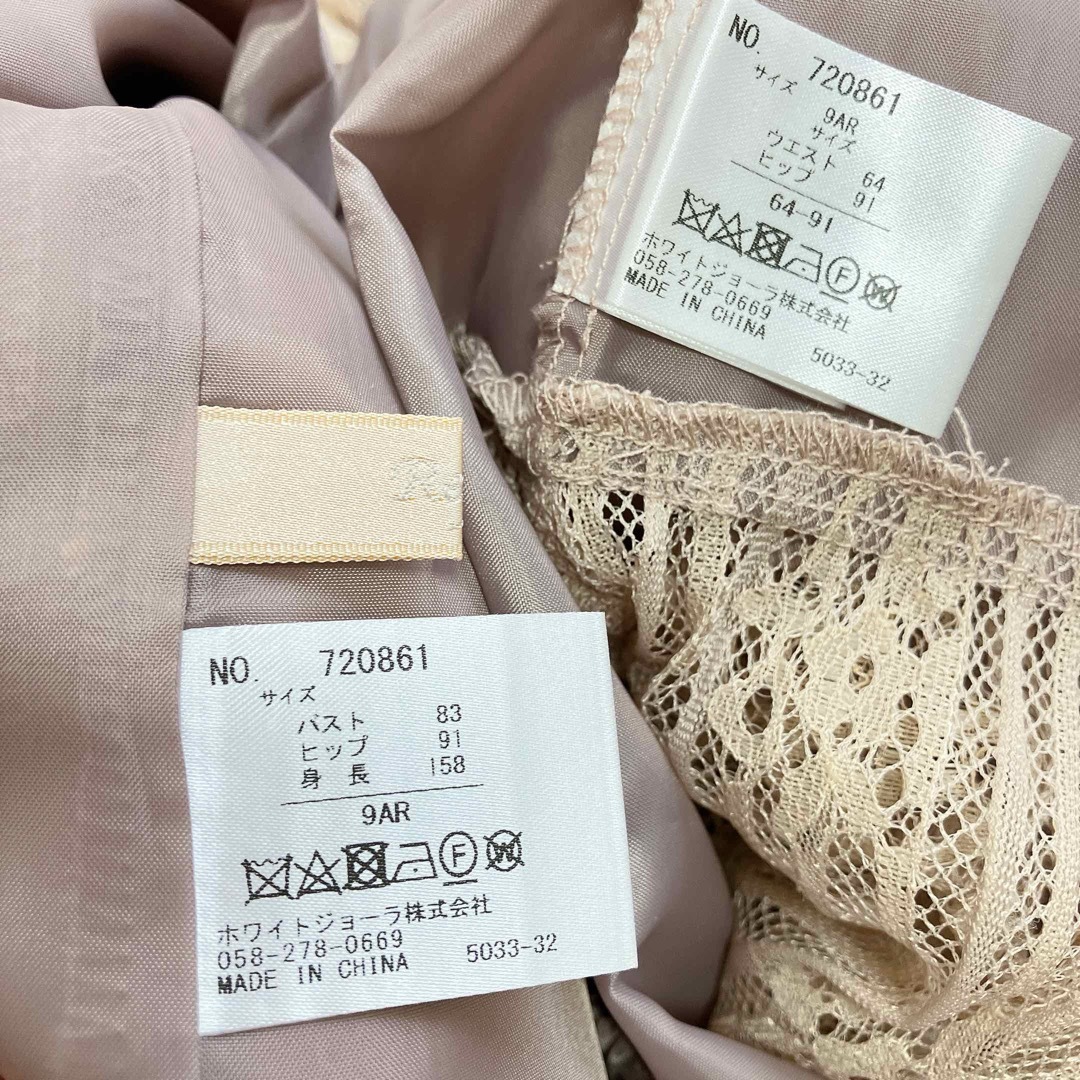 NO. 720861
サイズ
9AR
サイズ
ウエスト 64
ヒップ 91
64-91
F W
ホワイトジョーラ株式会社
058-278-0669
MADE IN CHINA
5033-32
R
NO. 720861
サイズ
バスト 83
ヒップ 91
身長 158
9AR
F W
ホワイトジョーラ株式会社
058-278-0669 5033-32
MADE IN CHINA